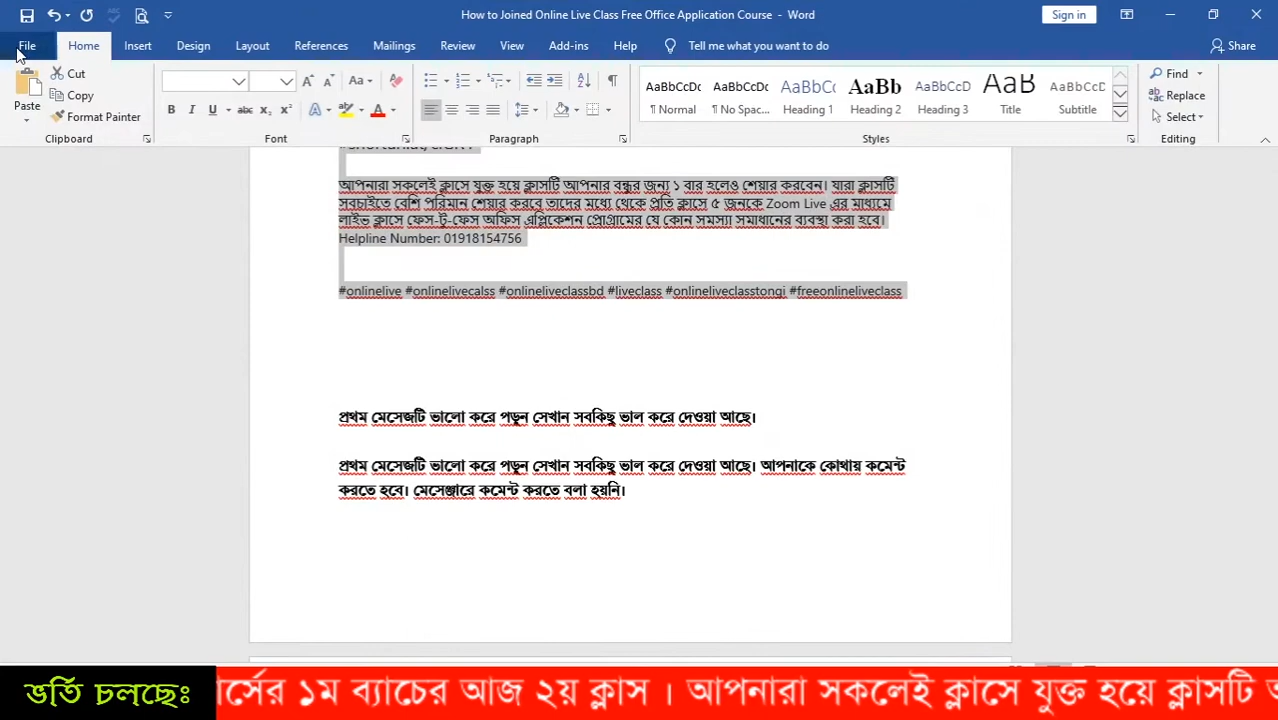 How to Joined Online Live Class Free Office Application Course - Word
Sign in
File Home Insert Design Layout References Mailings Review View Add-ins Help Tell me what you want to do Share
Paste Cut Copy Format Painter
Clipboard
Aa
B I U abc x₂ x² A
Font
Paragraph
AaBbCcDc AaBbCcDc AaBbCc AaBb AaBbCc AaB AaBbCcD
¶ Normal ¶ No Spac... Heading 1 Heading 2 Heading 3 Title Subtitle
Styles
Find
Replace
Select
Editing
আপনারা সকলেই ক্লাসে যুক্ত হয়ে ক্লাসটি আপনার বন্ধুর জন্য ১ বার হলেও শেয়ার করবেন। যারা ক্লাসটি
সবচাইতে বেশি পরিমান শেয়ার করবে তাদের মধ্যে থেকে প্রতি ক্লাসে ৫ জনকে Zoom Live এর মাধ্যমে
লাইভ ক্লাসে ফেস-টু-ফেস অফিস এপ্লিকেশন প্রোগ্রামের যে কোন সমস্যা সমাধানের ব্যবস্থা করা হবে।
Helpline Number: 01918154756
#onlinelive #onlinelivecalss #onlineliveclassbd #liveclass #onlineliveclasstongi #freeonlineliveclass
প্রথম মেসেজটি ভালো করে পড়ুন সেখান সবকিছু ভাল করে দেওয়া আছে।
প্রথম মেসেজটি ভালো করে পড়ুন সেখান সবকিছু ভাল করে দেওয়া আছে। আপনাকে কোথায় কমেন্ট
করতে হবে। মেসেঞ্জারে কমেন্ট করতে বলা হয়নি।
ভর্তি চলছেঃ
র্সের ১ম ব্যাচের আজ ২য় ক্লাস । আপনারা সকলেই ক্লাসে যুক্ত হয়ে ক্লাসটি